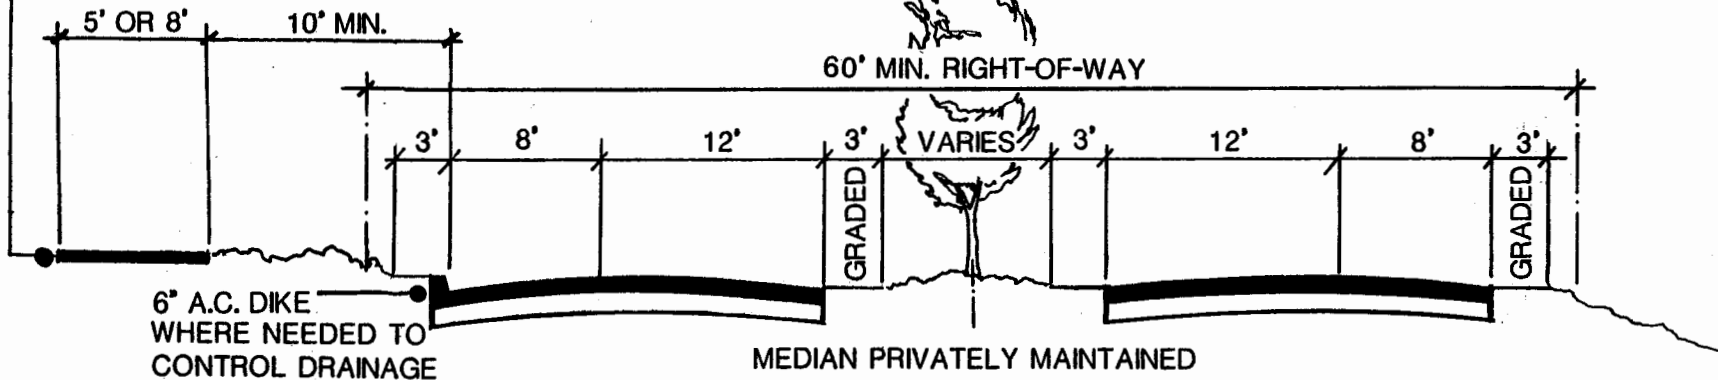 5' OR 8'
10' MIN.
60' MIN. RIGHT-OF-WAY
3'
8'
12'
3'
VARIES
3'
12'
8'
3'
GRADED
GRADED
6" A.C. DIKE
WHERE NEEDED TO
CONTROL DRAINAGE
MEDIAN PRIVATELY MAINTAINED